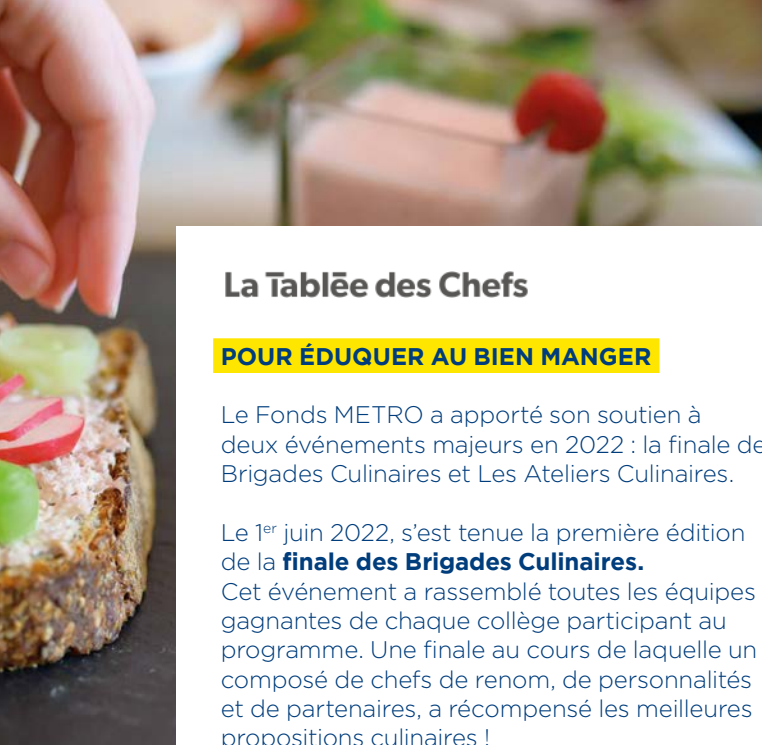 La Tablēe des Chefs
POUR ÉDUQUER AU BIEN MANGER
Le Fonds METRO a apporté son soutien à
deux événements majeurs en 2022 : la finale de
Brigades Culinaires et Les Ateliers Culinaires.
Le 1er juin 2022, s’est tenue la première édition
de la finale des Brigades Culinaires.
Cet événement a rassemblé toutes les équipes
gagnantes de chaque collège participant au
programme. Une finale au cours de laquelle un
composé de chefs de renom, de personnalités
et de partenaires, a récompensé les meilleures
propositions culinaires !